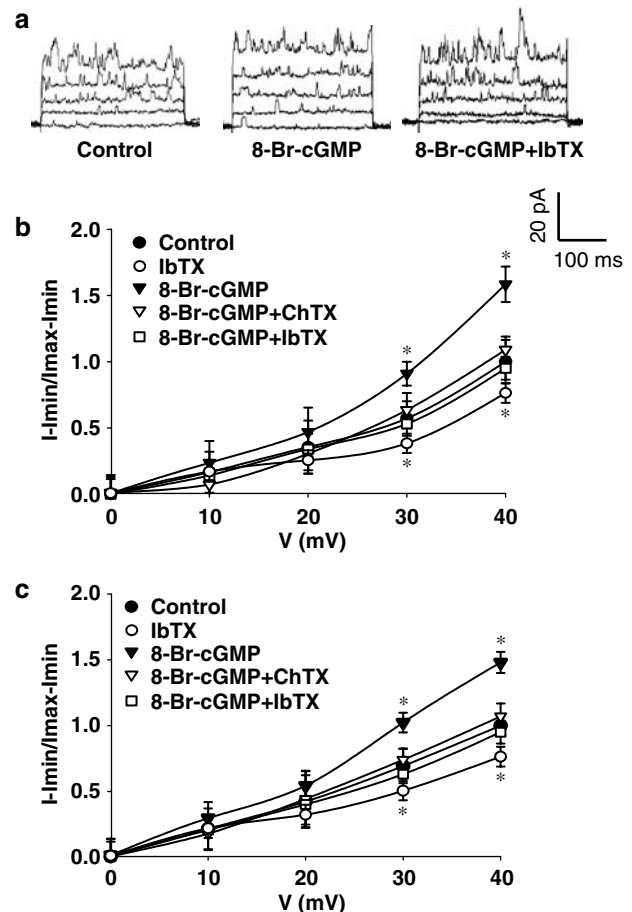 a
Control
8-Br-cGMP
8-Br-cGMP+IbTX
20 pA
100 ms
b
2.0
1.5
1.0
0.5
0.0
I-Imin/Imax-Imin
Control
IbTX
8-Br-cGMP
8-Br-cGMP+ChTX
8-Br-cGMP+IbTX
*
*
*
*
0
10
20
30
40
V (mV)
c
2.0
1.5
1.0
0.5
0.0
I-Imin/Imax-Imin
Control
IbTX
8-Br-cGMP
8-Br-cGMP+ChTX
8-Br-cGMP+IbTX
*
*
*
*
0
10
20
30
40
V (mV)